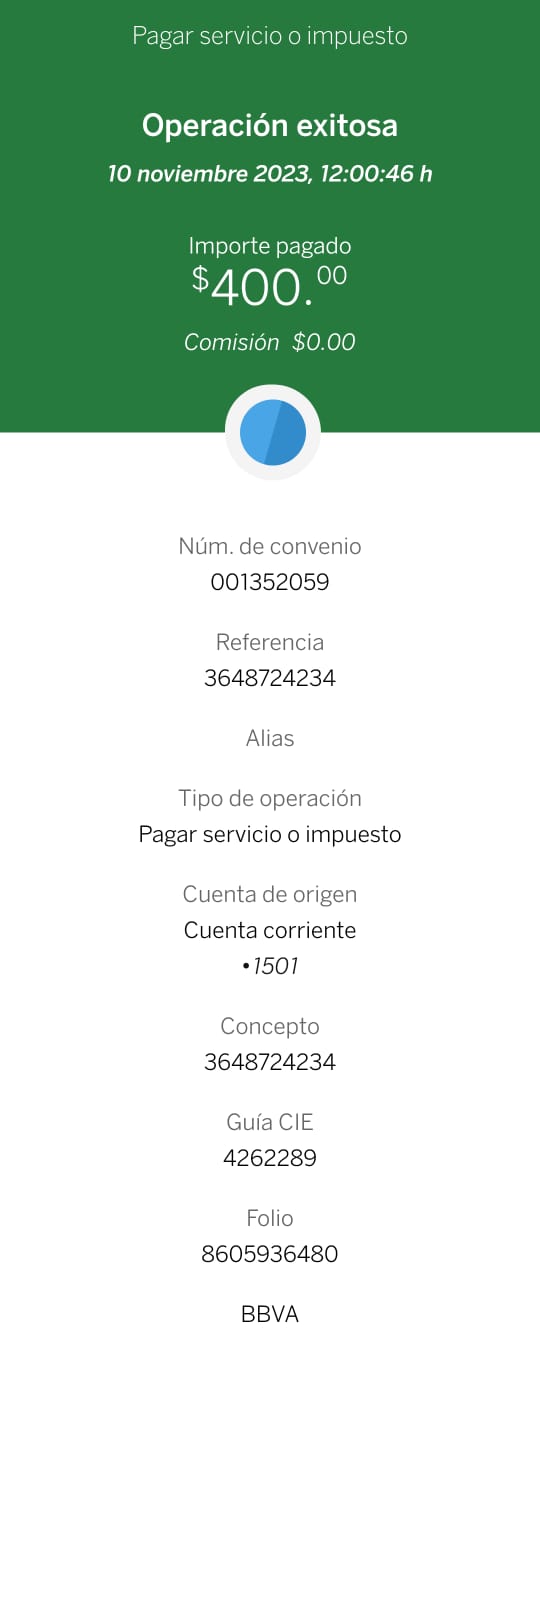 Pagar servicio o impuesto
Operación exitosa
10 noviembre 2023, 12:00:46 h
Importe pagado
$400.00
Comisión $0.00
Núm. de convenio
001352059
Referencia
3648724234
Alias
Tipo de operación
Pagar servicio o impuesto
Cuenta de origen
Cuenta corriente
•1501
Concepto
3648724234
Guía CIE
4262289
Folio
8605936480
BBVA